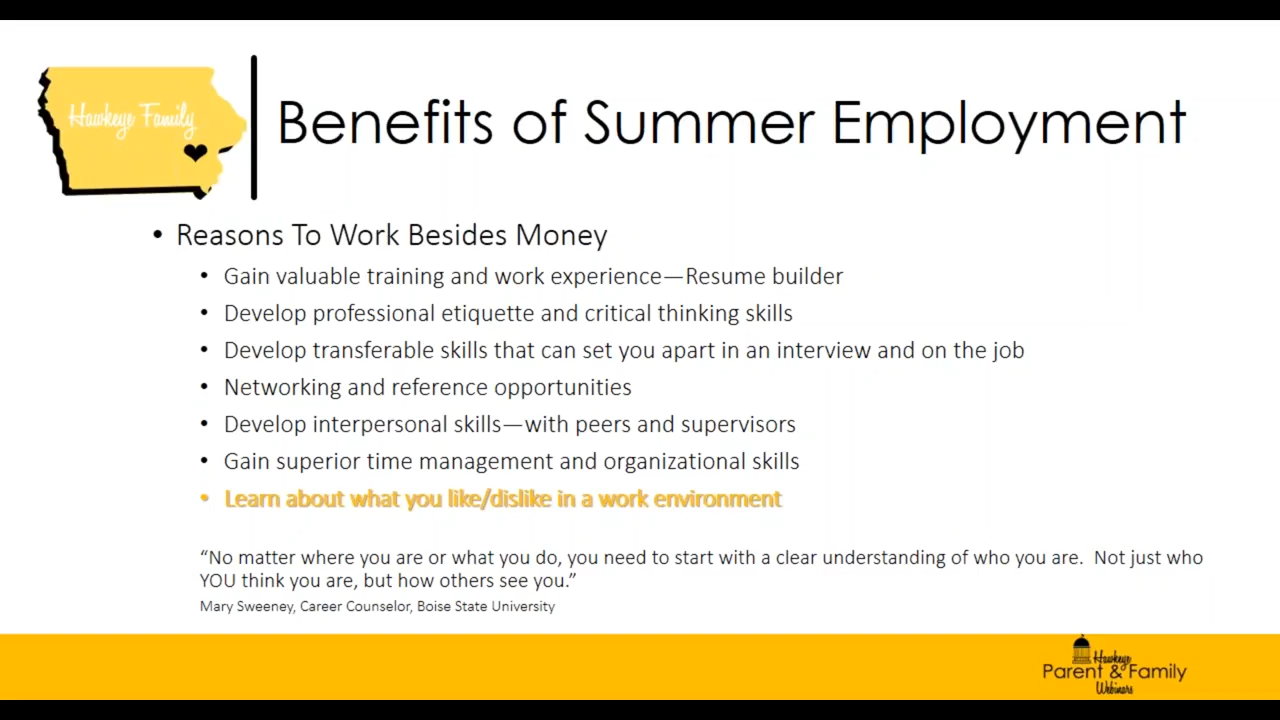 Hawkeye Family
Benefits of Summer Employment
• Reasons To Work Besides Money
• Gain valuable training and work experience—Resume builder
• Develop professional etiquette and critical thinking skills
• Develop transferable skills that can set you apart in an interview and on the job
• Networking and reference opportunities
• Develop interpersonal skills—with peers and supervisors
• Gain superior time management and organizational skills
• Learn about what you like/dislike in a work environment
“No matter where you are or what you do, you need to start with a clear understanding of who you are.  Not just who
YOU think you are, but how others see you.”
Mary Sweeney, Career Counselor, Boise State University
Hawkeye
Parent & Family
Webinars